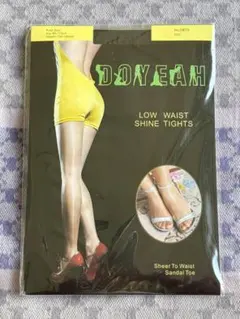 DOYEAH
LOW WAIST
SHINE TIGHTS
Sheer To Waist
Sandal Toe